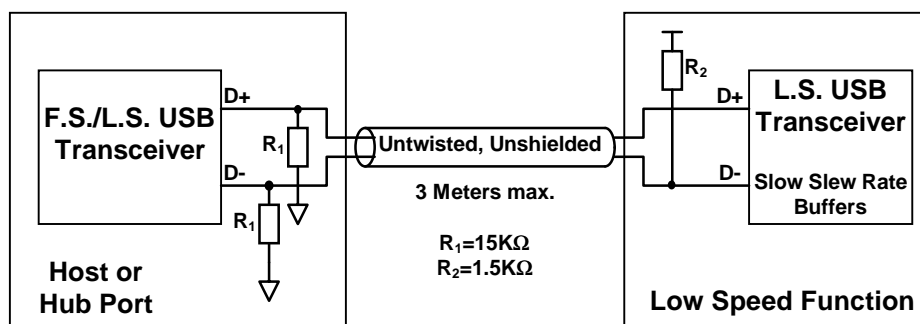 F.S./L.S. USB
Transceiver
D+
D-
R1
R1
Host or
Hub Port
Untwisted, Unshielded
3 Meters max.
R1=15KΩ
R2=1.5KΩ
R2
D+
D-
L.S. USB
Transceiver
Slow Slew Rate
Buffers
Low Speed Function